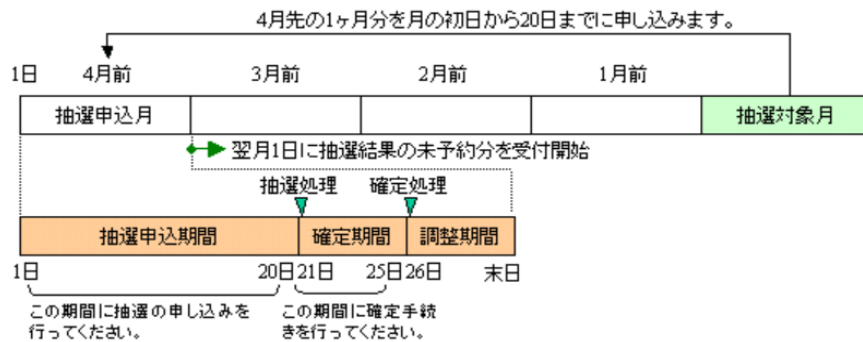 4月先の1ヶ月分を月の初日から20日までに申し込みます。
1日 4月前 3月前 2月前 1月前
抽選申込月 抽選対象月
翌月1日に抽選結果の未予約分を受付開始
抽選処理 確定処理
抽選申込期間 確定期間 調整期間
1日 20日 21日 25日 26日 末日
この期間に抽選の申し込みを
行ってください。
この期間に確定手続
きを行ってください。